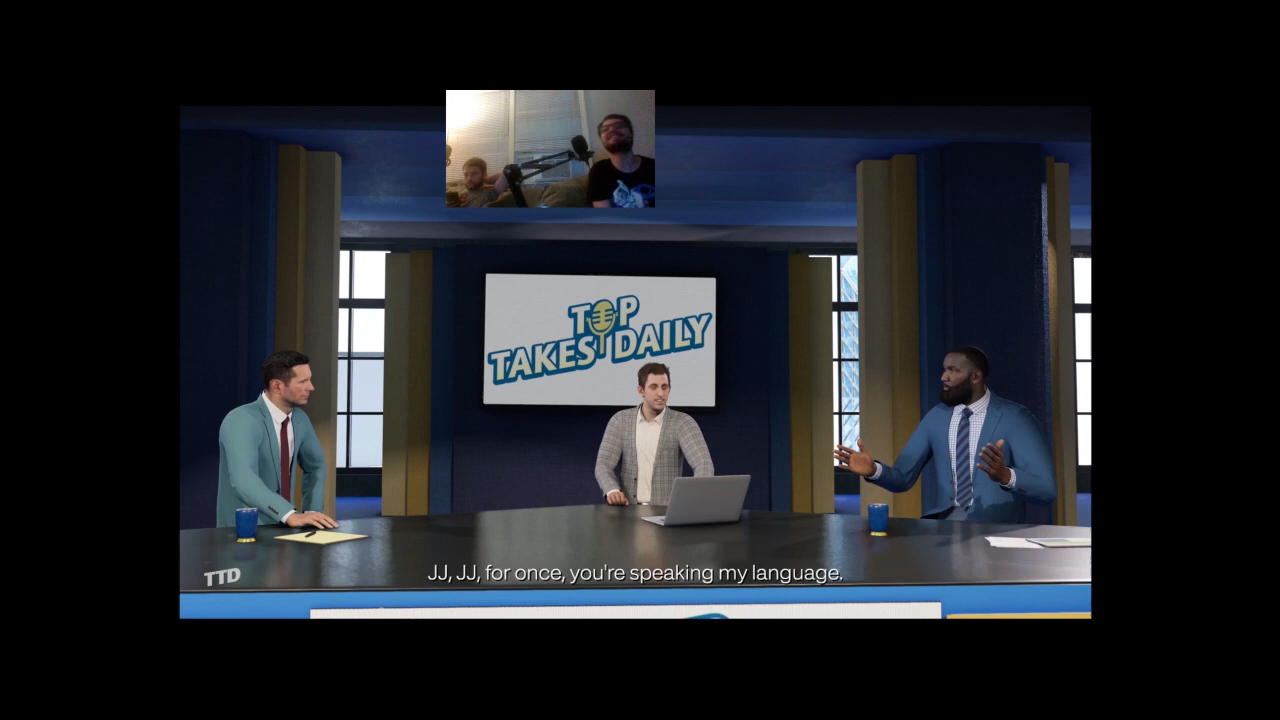 TOP
TAKES DAILY
TTD
JJ, JJ, for once, you're speaking my language.